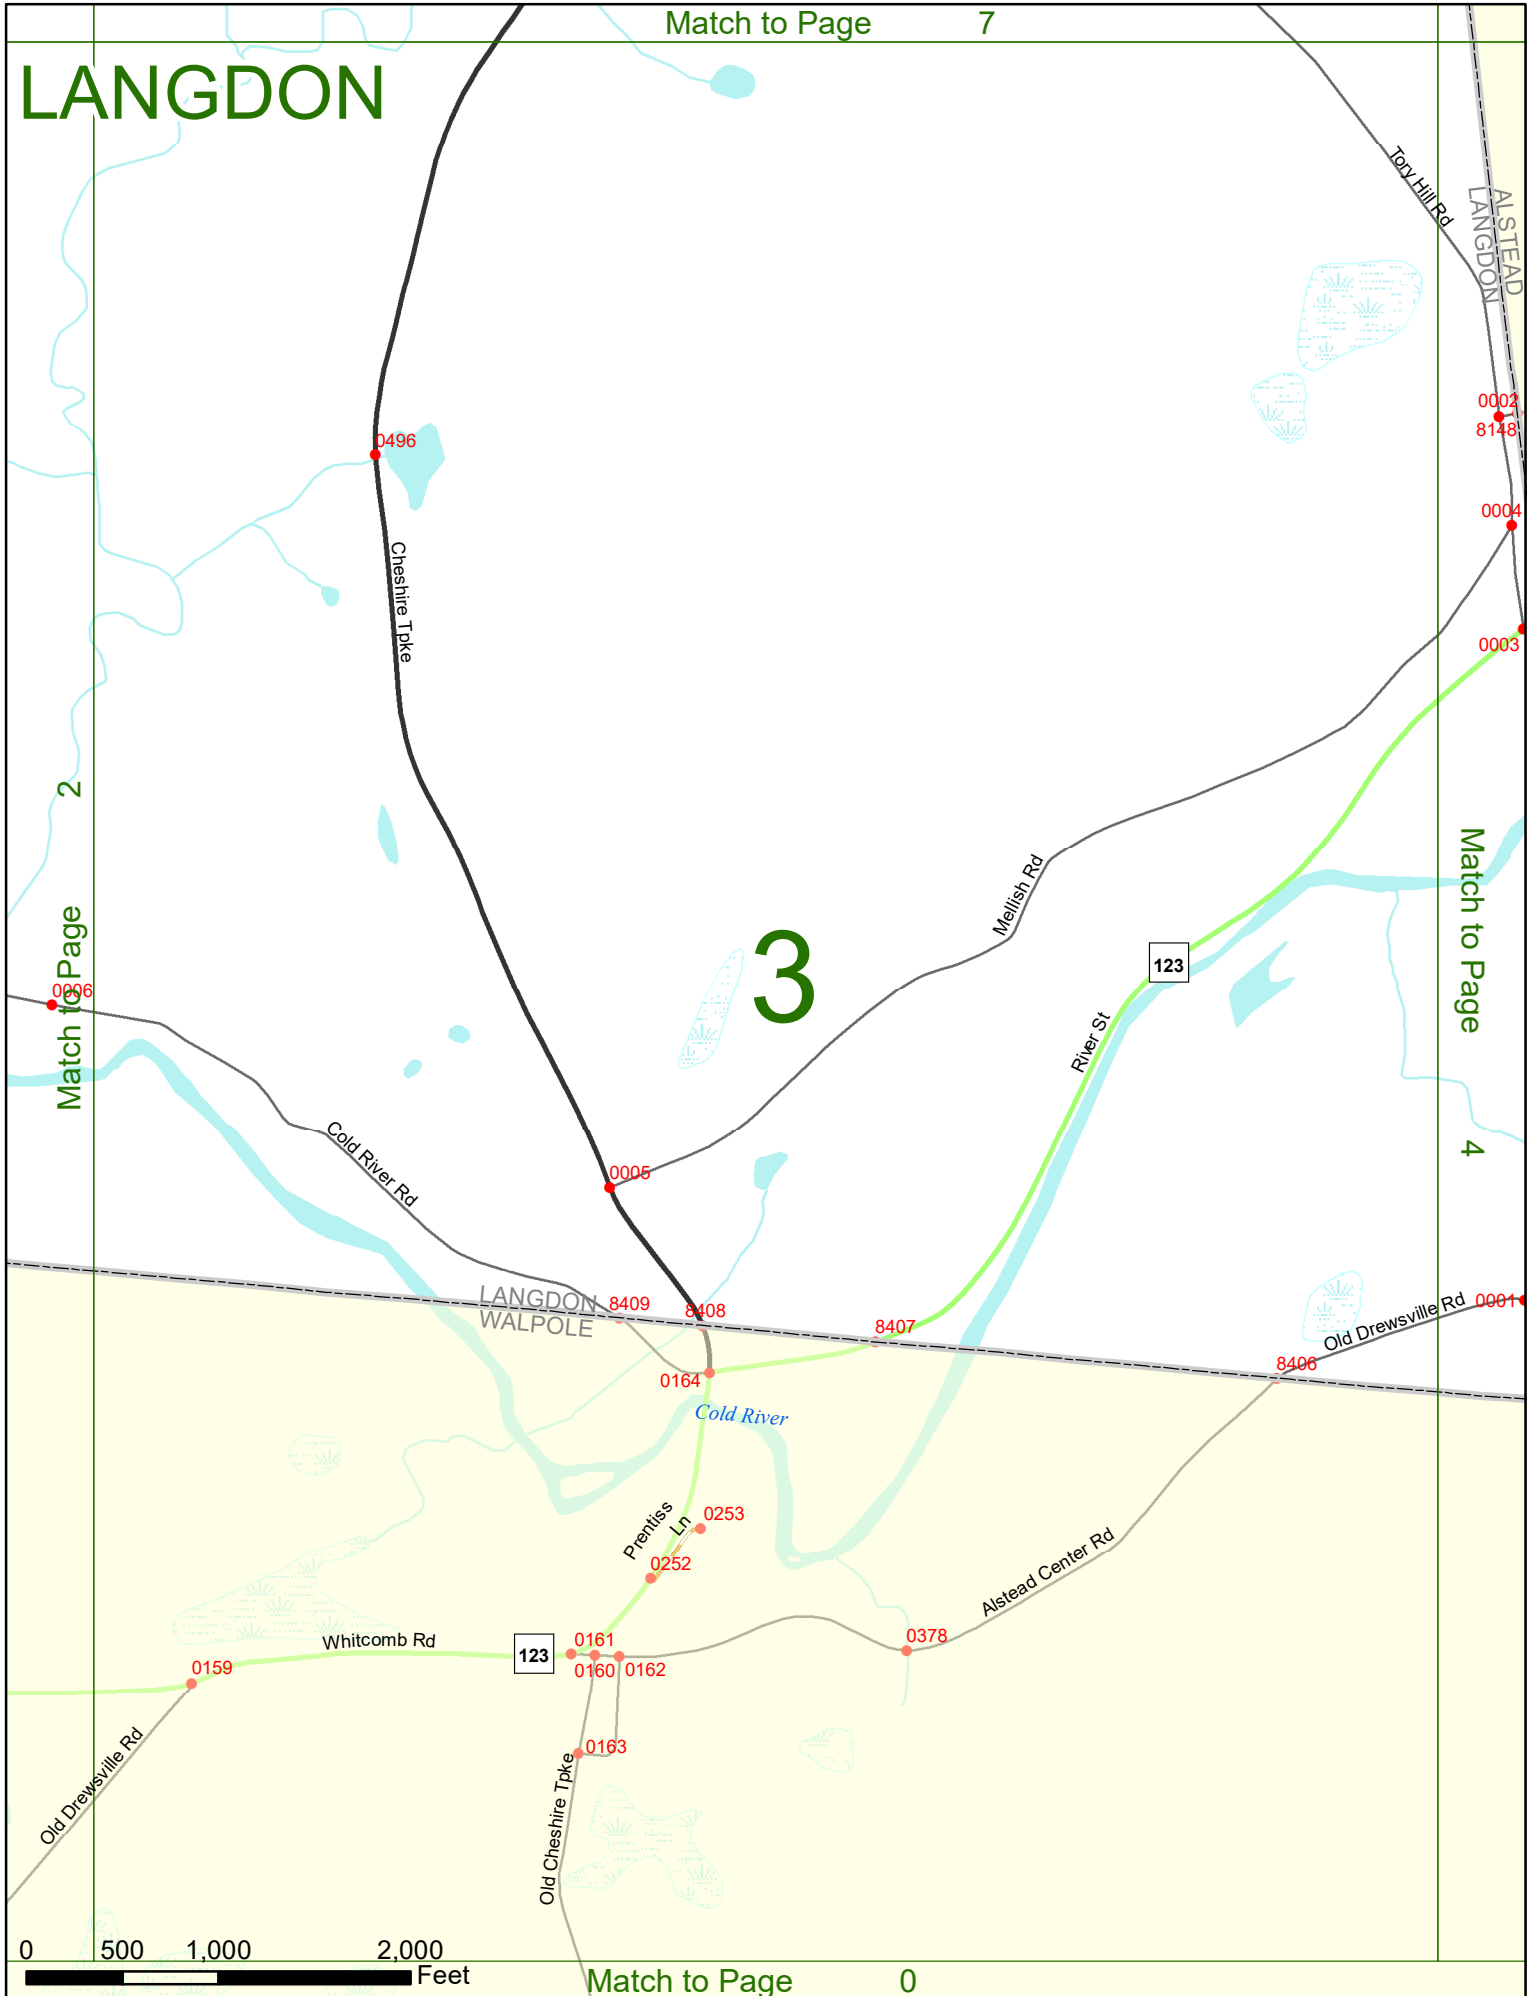 Match to Page 7
LANGDON
Tory Hill Rd
ALSTEAD
LANGDON
0002
8148
0496
0004
Cheshire Tpke
0003
2
Match to Page
Match to Page
4
Mellish Rd
3
123
0006
River St
Cold River Rd
0005
LANGDON
WALPOLE
8409
8408
8407
Old Drewsville Rd
0001
8406
0164
Cold River
Prentiss
Ln
0253
0252
Alstead Center Rd
Whitcomb Rd
123
0161
0160
0162
0378
0159
Old Drewsville Rd
0163
Old Cheshire Tpke
0 500 1,000 2,000
Feet
Match to Page 0